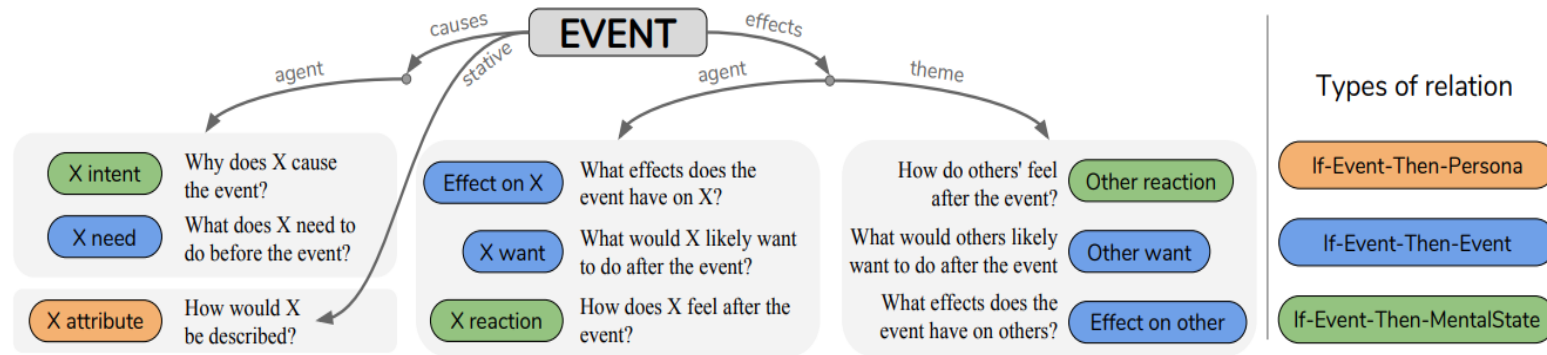 EVENT
causes
effects
stative
agent
agent
theme
X intent
Why does X cause
the event?
X need
What does X need to
do before the event?
X attribute
How would X
be described?
Effect on X
What effects does the
event have on X?
X want
What would X likely want
to do after the event?
X reaction
How does X feel after the
event?
How do others' feel
after the event?
Other reaction
What would others likely
want to do after the event
Other want
What effects does the
event have on others?
Effect on other
Types of relation
If-Event-Then-Persona
If-Event-Then-Event
If-Event-Then-MentalState